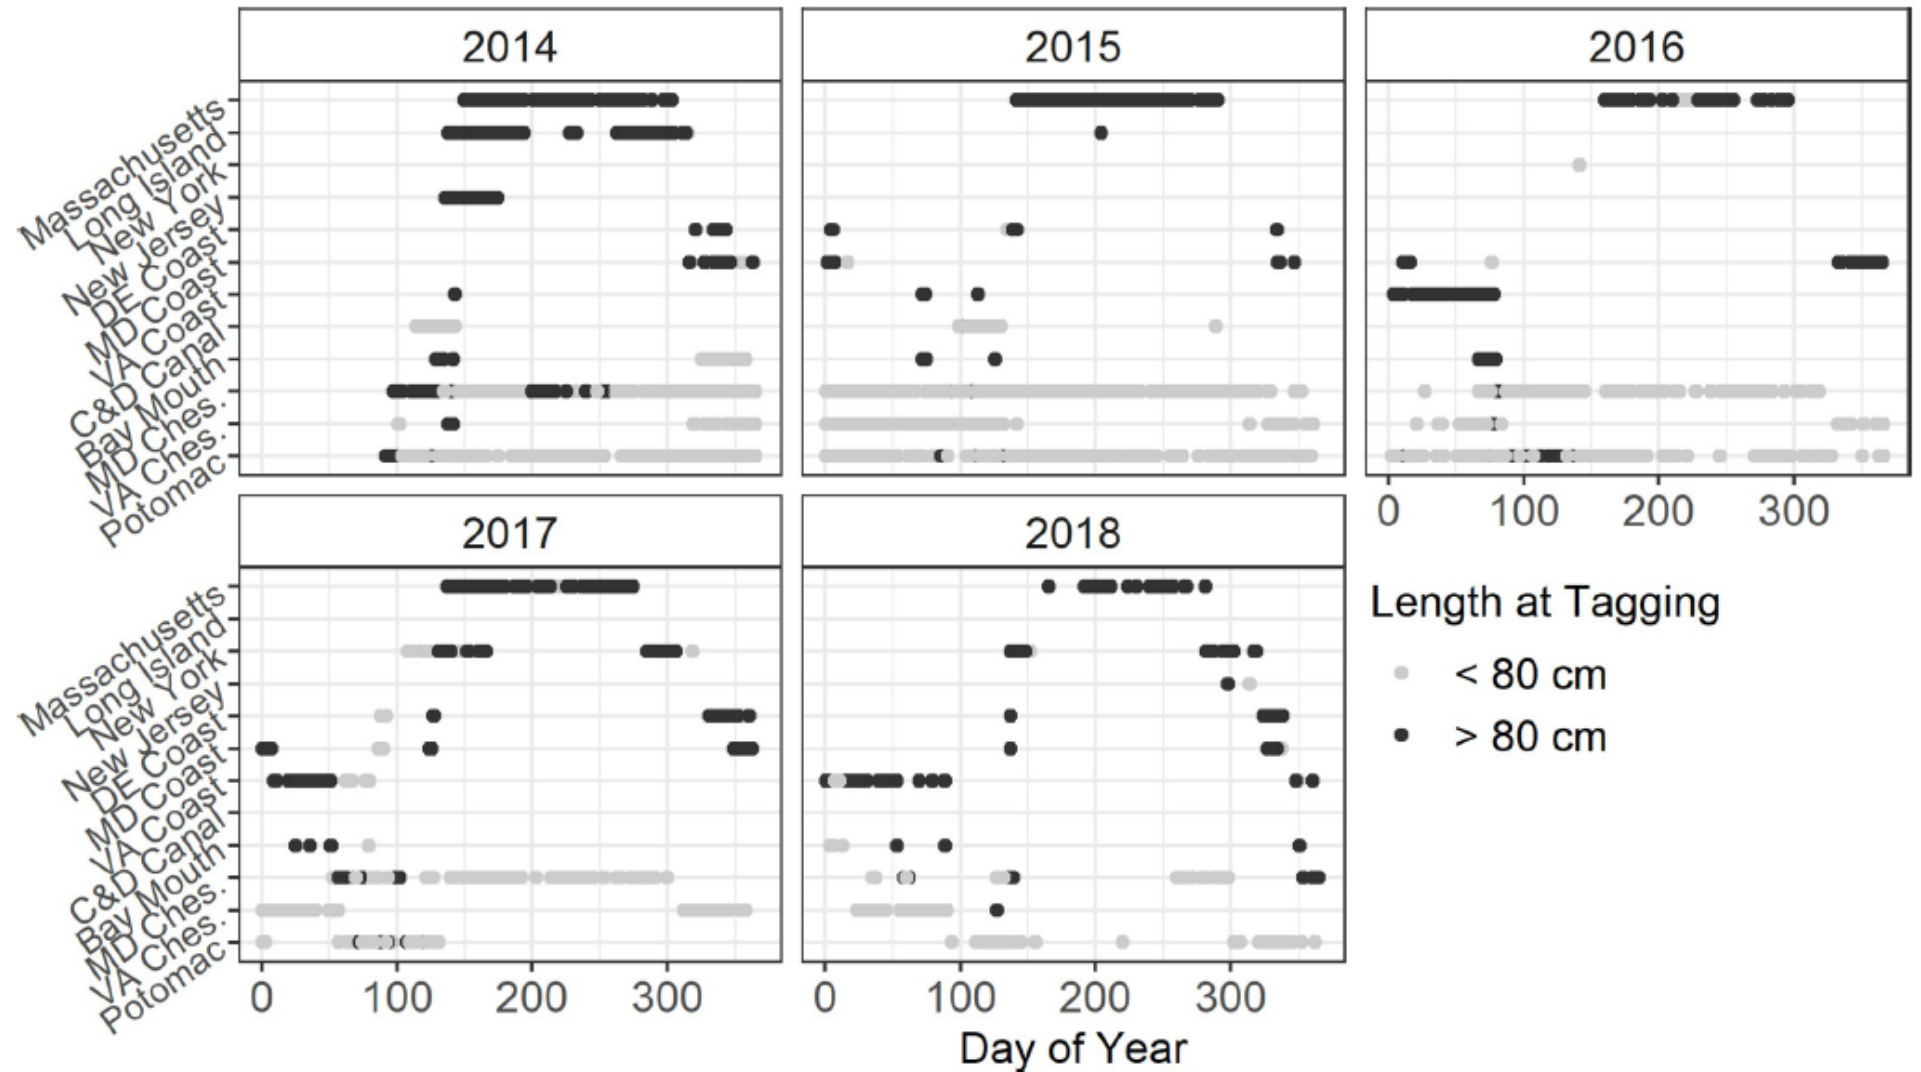 2014
2015
2016
Massachusetts
Long Island
New York
New Jersey
DE Coast
MD Coast
VA Coast
C&D Canal
Bay Mouth
MD Ches.
VA Ches.
Potomac
0 100 200 300
2017
2018
Massachusetts
Long Island
New York
New Jersey
DE Coast
MD Coast
VA Coast
C&D Canal
Bay Mouth
MD Ches.
VA Ches.
Potomac
Length at Tagging
< 80 cm
> 80 cm
0 100 200 300
0 100 200 300
Day of Year